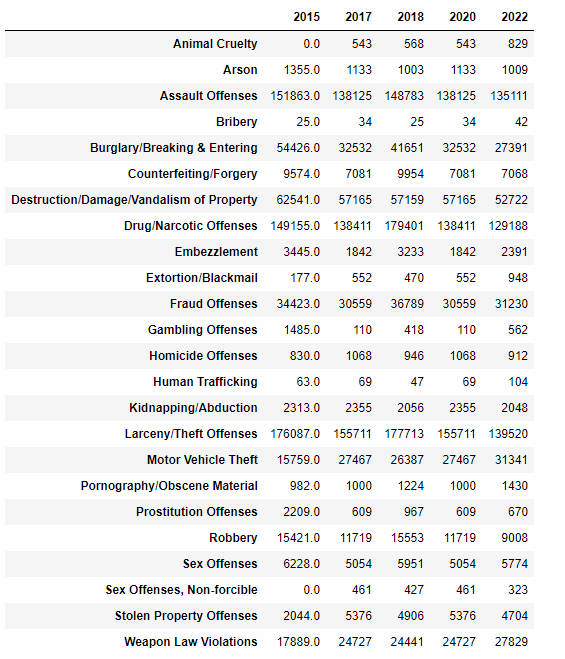 2015 2017 2018 2020 2022
Animal Cruelty 0.0 543 568 543 829
Arson 1355.0 1133 1003 1133 1009
Assault Offenses 151863.0 138125 148783 138125 135111
Bribery 25.0 34 25 34 42
Burglary/Breaking & Entering 54426.0 32532 41651 32532 27391
Counterfeiting/Forgery 9574.0 7081 9954 7081 7068
Destruction/Damage/Vandalism of Property 62541.0 57165 57159 57165 52722
Drug/Narcotic Offenses 149155.0 138411 179401 138411 129188
Embezzlement 3445.0 1842 3233 1842 2391
Extortion/Blackmail 177.0 552 470 552 948
Fraud Offenses 34423.0 30559 36789 30559 31230
Gambling Offenses 1485.0 110 418 110 562
Homicide Offenses 830.0 1068 946 1068 912
Human Trafficking 63.0 69 47 69 104
Kidnapping/Abduction 2313.0 2355 2056 2355 2048
Larceny/Theft Offenses 176087.0 155711 177713 155711 139520
Motor Vehicle Theft 15759.0 27467 26387 27467 31341
Pornography/Obscene Material 982.0 1000 1224 1000 1430
Prostitution Offenses 2209.0 609 967 609 670
Robbery 15421.0 11719 15553 11719 9008
Sex Offenses 6228.0 5054 5951 5054 5774
Sex Offenses, Non-forcible 0.0 461 427 461 323
Stolen Property Offenses 2044.0 5376 4906 5376 4704
Weapon Law Violations 17889.0 24727 24441 24727 27829